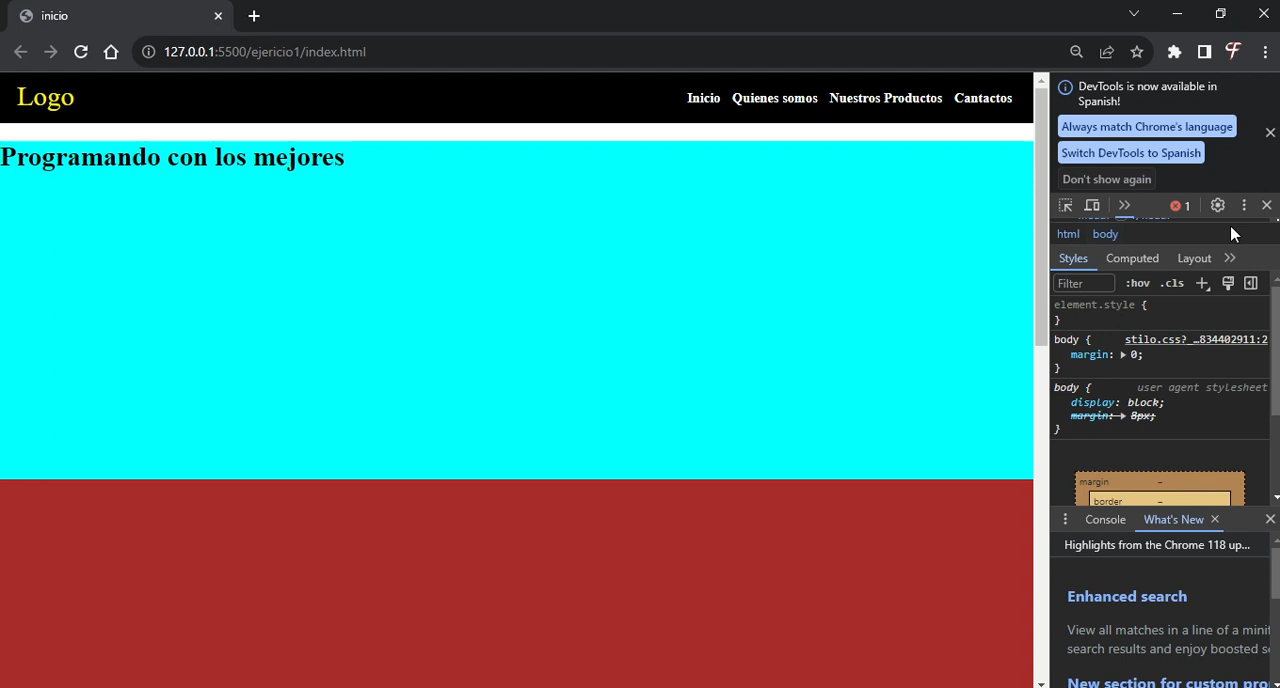 inicio
127.0.0.1:5500/ejericio1/index.html
Logo
Inicio Quienes somos Nuestros Productos Cantactos
Programando con los mejores
DevTools is now available in
Spanish!
Always match Chrome's language
Switch DevTools to Spanish
Don't show again
1
html body
Styles Computed Layout
Filter :hov .cls
element.style {
}
body { stilo.css?_…834402911:2
margin: 0;
}
body { user agent stylesheet
display: block;
margin: 8px;
}
margin -
border -
Console What's New
Highlights from the Chrome 118 up...
Enhanced search
View all matches in a line of a minif
search results and enjoy boosted s
New section for custom pro